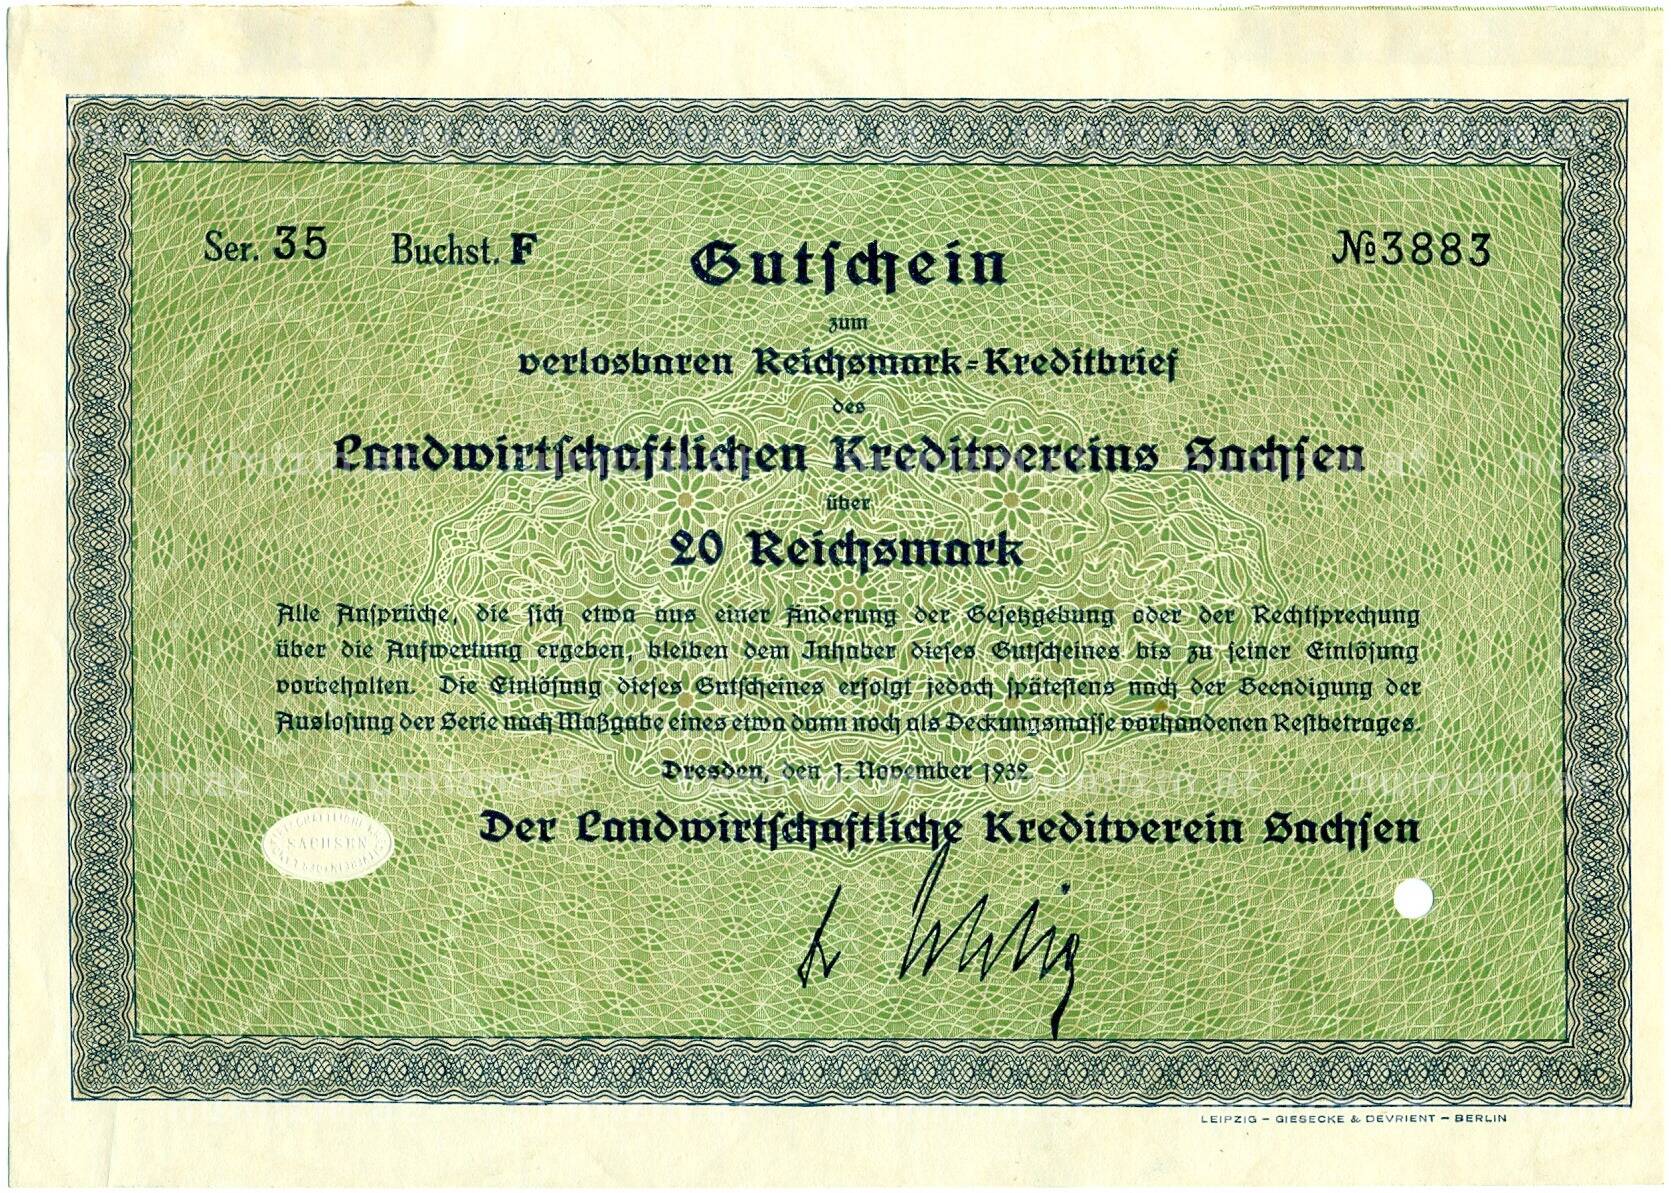 Ser. 35 Buchst. F №3883
Gutschein
zum
verlosbaren Reichsmark-Kreditbrief
des
Landwirtschaftlichen Kreditvereins Sachsen
über
20 Reichsmark
Alle Ansprüche, die sich etwa aus einer Änderung der Gesetzgebung oder der Rechtsprechung
über die Aufwertung ergeben, bleiben dem Inhaber dieses Gutscheines bis zu seiner Einlösung
vorbehalten. Die Einlösung dieses Gutscheines erfolgt jedoch spätestens nach der Beendigung der
Auslosung der Serie nach Maßgabe eines etwa dann noch als Deckungsmasse vorhandenen Restbetrages.
Dresden, den 1. November 1932.
Der Landwirtschaftliche Kreditverein Sachsen
SACHSEN
LEIPZIG – GIESECKE & DEVRIENT – BERLIN